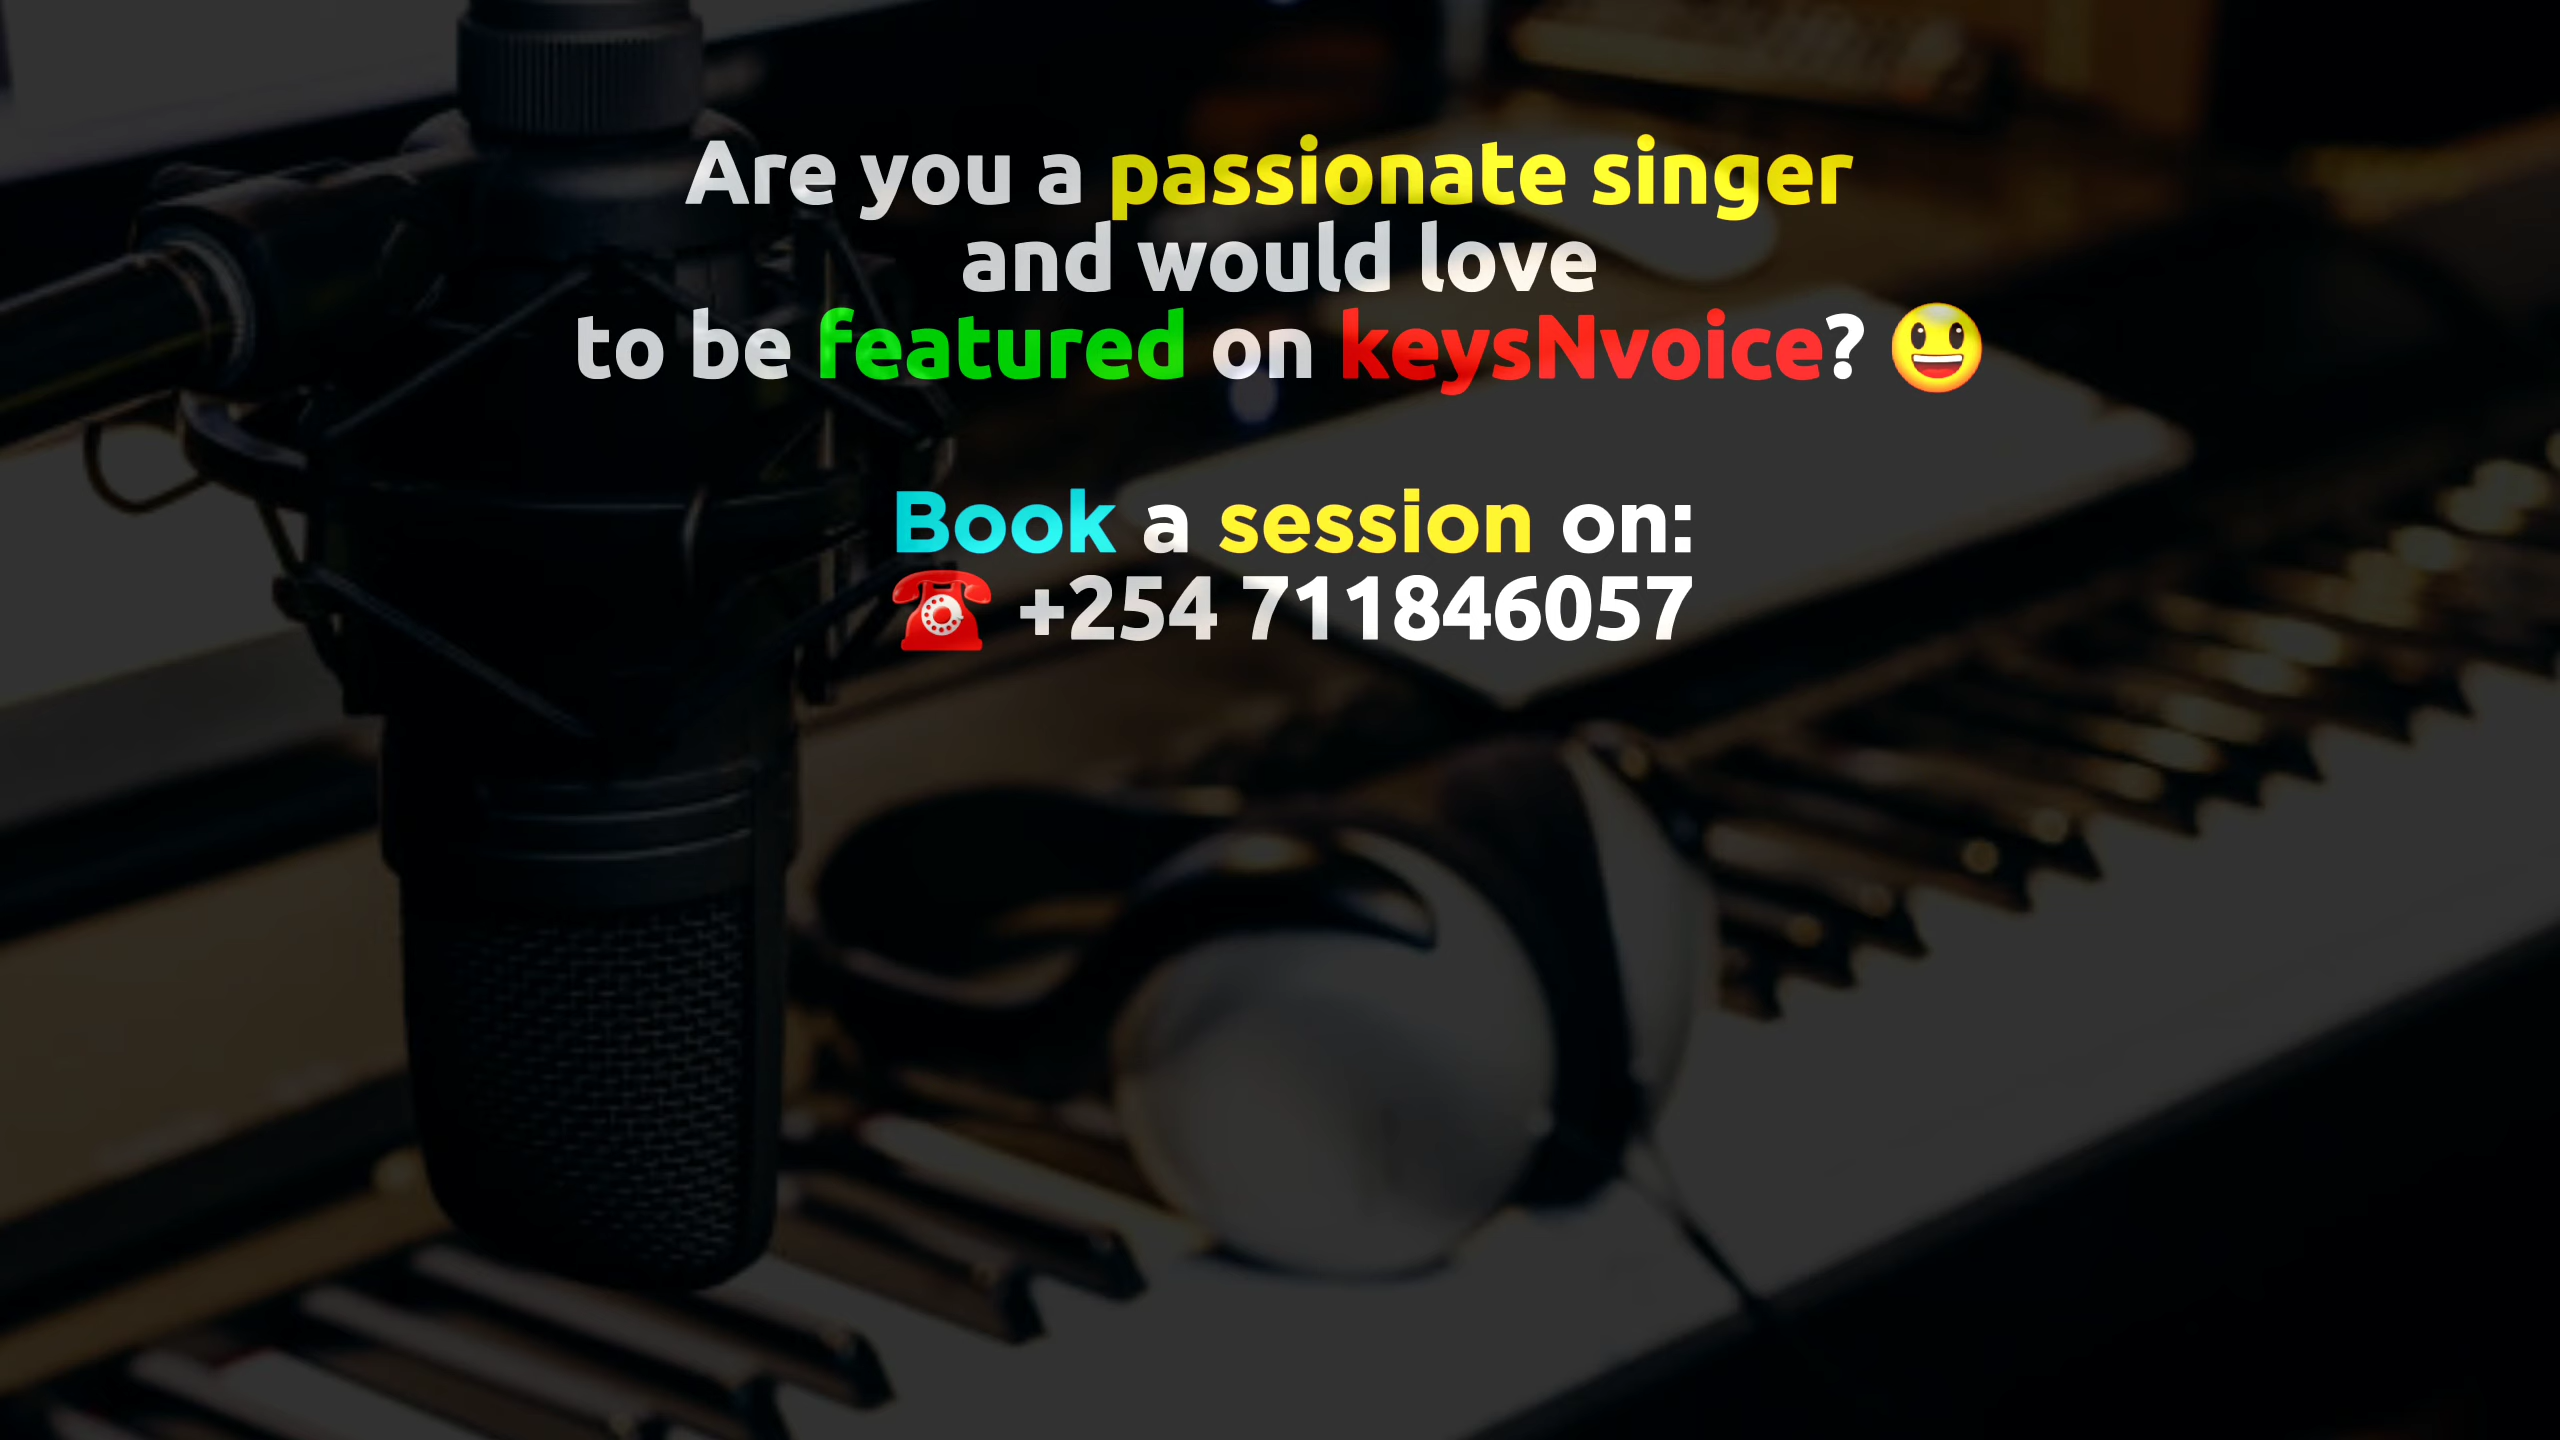 Are you a passionate singer
and would love
to be featured on keysNvoice? 😃
Book a session on:
☎️ +254 711846057